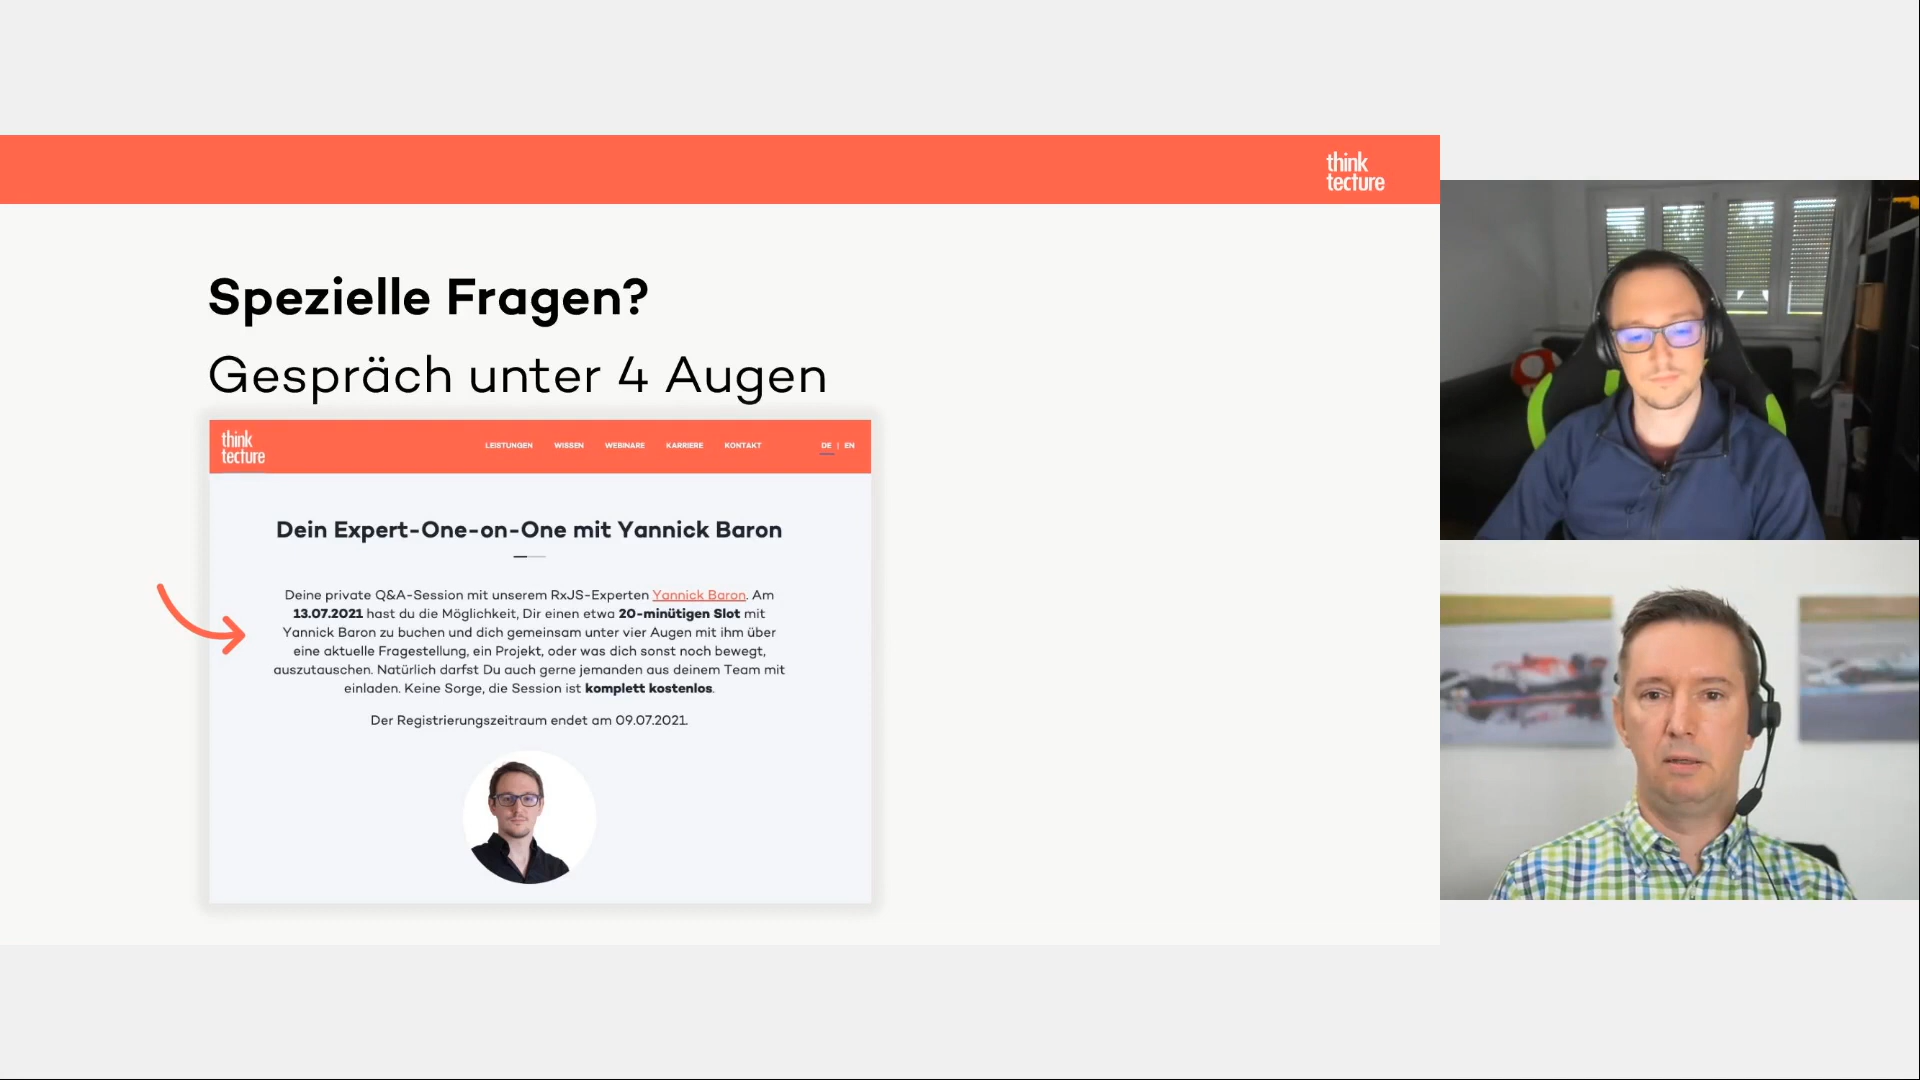 think
tecture
Spezielle Fragen?
Gespräch unter 4 Augen
think
tecture
LEISTUNGEN WISSEN WEBINARE KARRIERE KONTAKT DE | EN
Dein Expert-One-on-One mit Yannick Baron
Deine private Q&A-Session mit unserem RxJS-Experten Yannick Baron. Am
13.07.2021 hast du die Möglichkeit, Dir einen etwa 20-minütigen Slot mit
Yannick Baron zu buchen und dich gemeinsam unter vier Augen mit ihm über
eine aktuelle Fragestellung, ein Projekt, oder was dich sonst noch bewegt,
auszutauschen. Natürlich darfst Du auch gerne jemanden aus deinem Team mit
einladen. Keine Sorge, die Session ist komplett kostenlos.
Der Registrierungszeitraum endet am 09.07.2021.